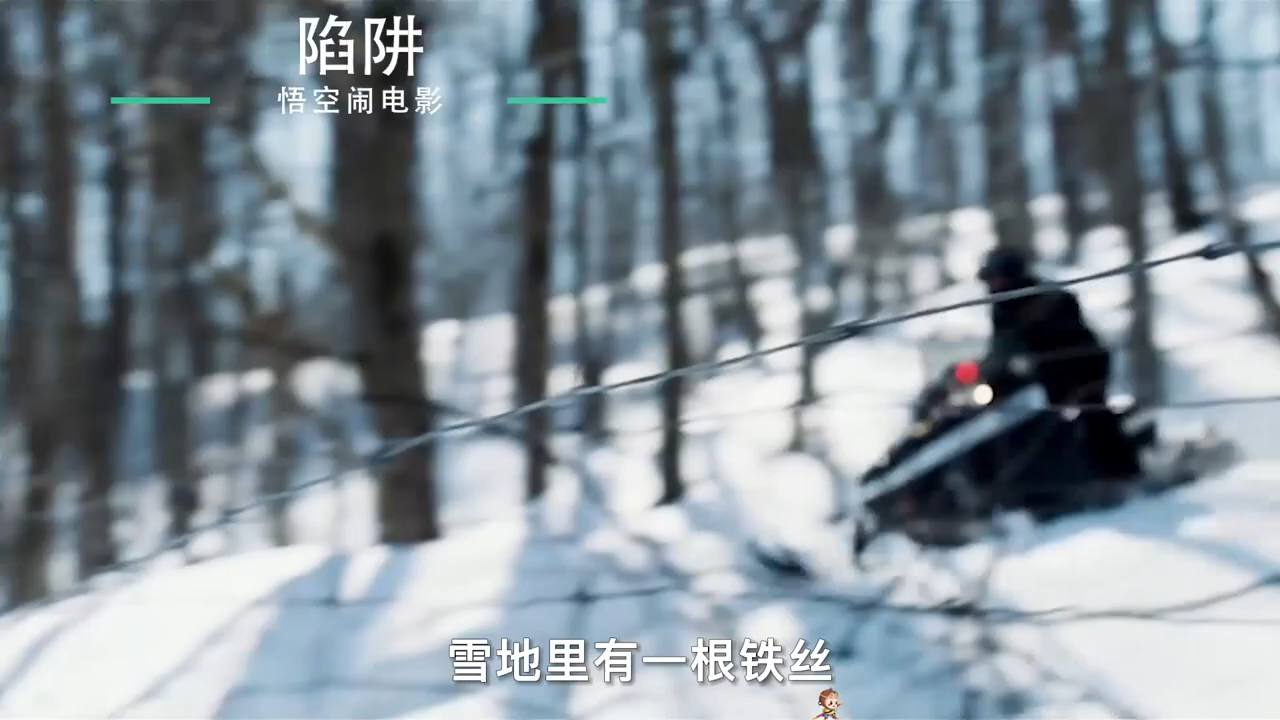 陷阱
悟空闹电影
雪地里有一根铁丝